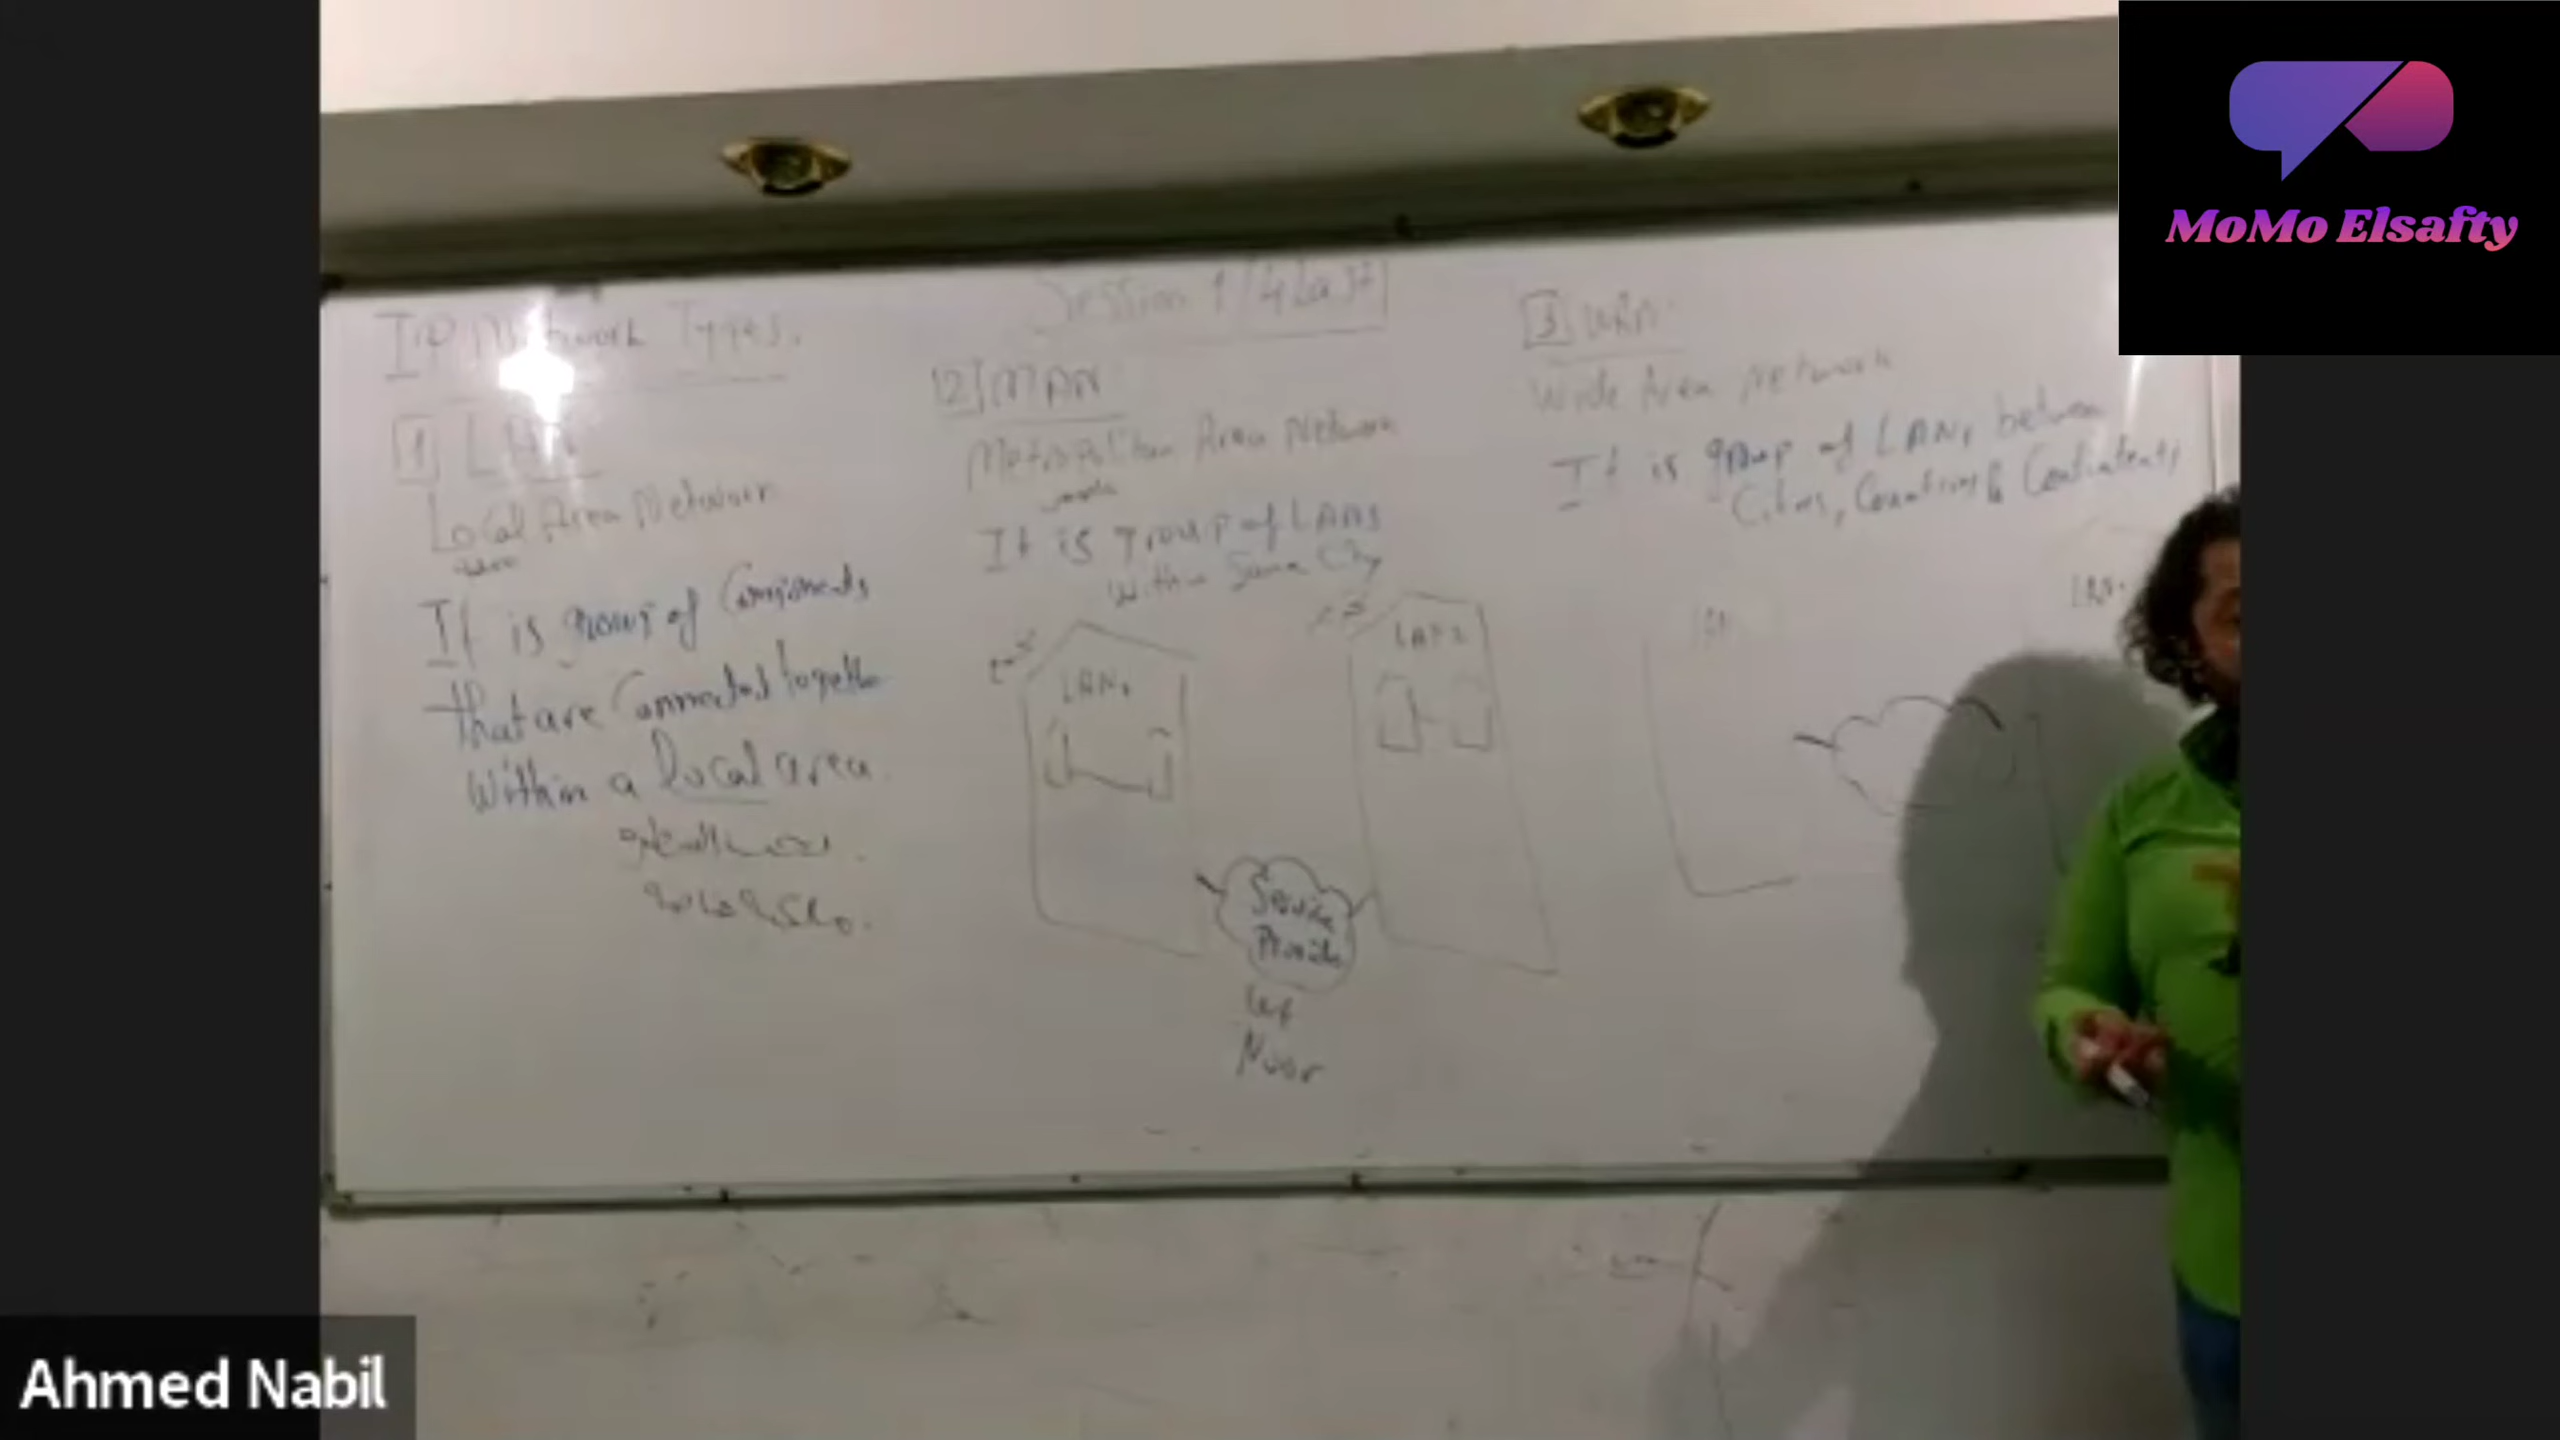 IP Network Types.
Session 1
1 LAN
Local Area Network
It is group of Components
that are Connected together
Within a local area
2 MAN
Metropolitan Area Network
It is group of LANs
Within Same City
LAN1
LAN2
Service
Provider
Noor
3 WAN
Wide Area Network
It is group of LANs between
Cities, Countries & Continents
LAN
MoMo Elsafty
Ahmed Nabil